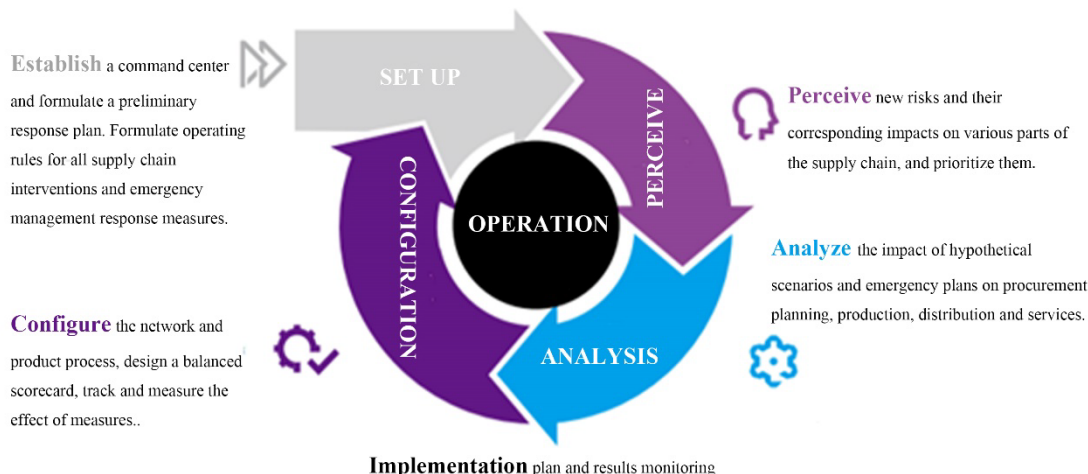 Establish a command center
and formulate a preliminary
response plan. Formulate operating
rules for all supply chain
interventions and emergency
management response measures.
SET UP
PERCEIVE
Perceive new risks and their
corresponding impacts on various parts
of the supply chain, and prioritize them.
OPERATION
CONFIGURATION
ANALYSIS
Analyze the impact of hypothetical
scenarios and emergency plans on procurement
planning, production, distribution and services.
Configure the network and
product process, design a balanced
scorecard, track and measure the
effect of measures..
Implementation plan and results monitoring